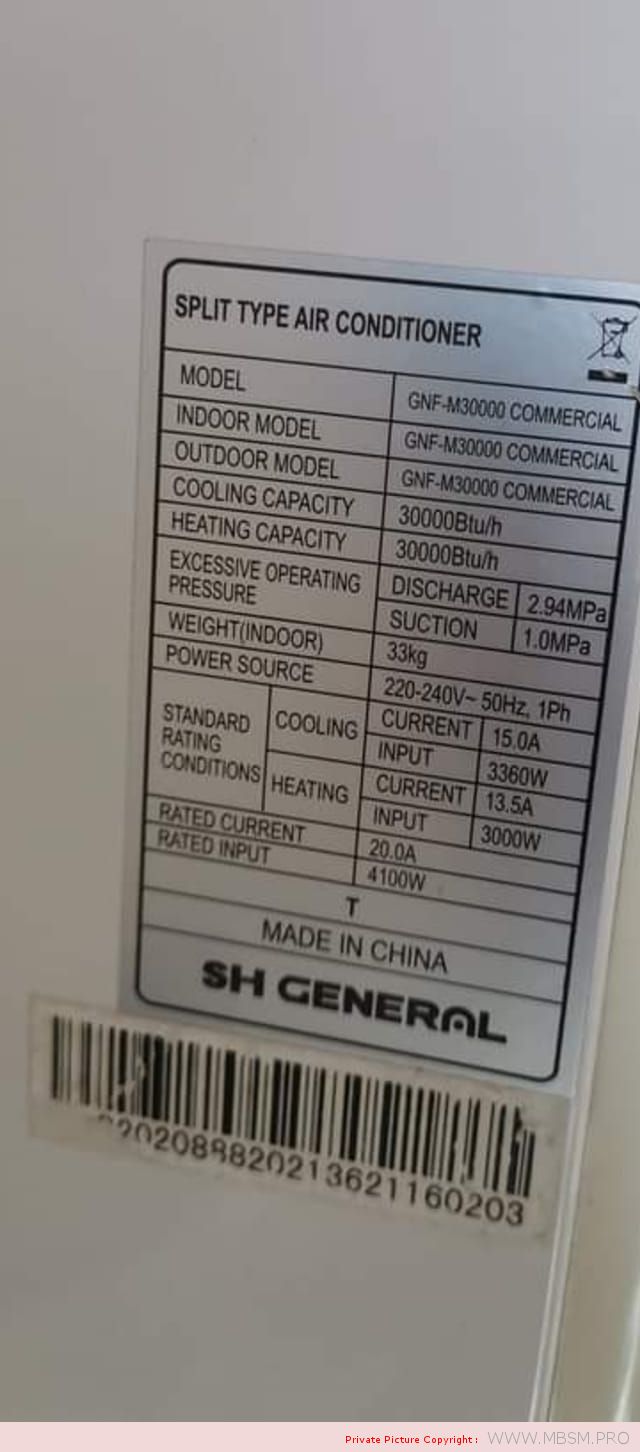 SPLIT TYPE AIR CONDITIONER
MODEL GNF-M30000 COMMERCIAL
INDOOR MODEL GNF-M30000 COMMERCIAL
OUTDOOR MODEL GNF-M30000 COMMERCIAL
COOLING CAPACITY 30000Btu/h
HEATING CAPACITY 30000Btu/h
EXCESSIVE OPERATING PRESSURE DISCHARGE 2.94MPa
SUCTION 1.0MPa
WEIGHT(INDOOR) 33kg
POWER SOURCE 220-240V~ 50Hz, 1Ph
STANDARD RATING CONDITIONS COOLING CURRENT 15.0A
INPUT 3360W
HEATING CURRENT 13.5A
INPUT 3000W
RATED CURRENT 20.0A
RATED INPUT 4100W
T
MADE IN CHINA
SH GENERAL
Private Picture Copyright : WWW.MBSM.PRO